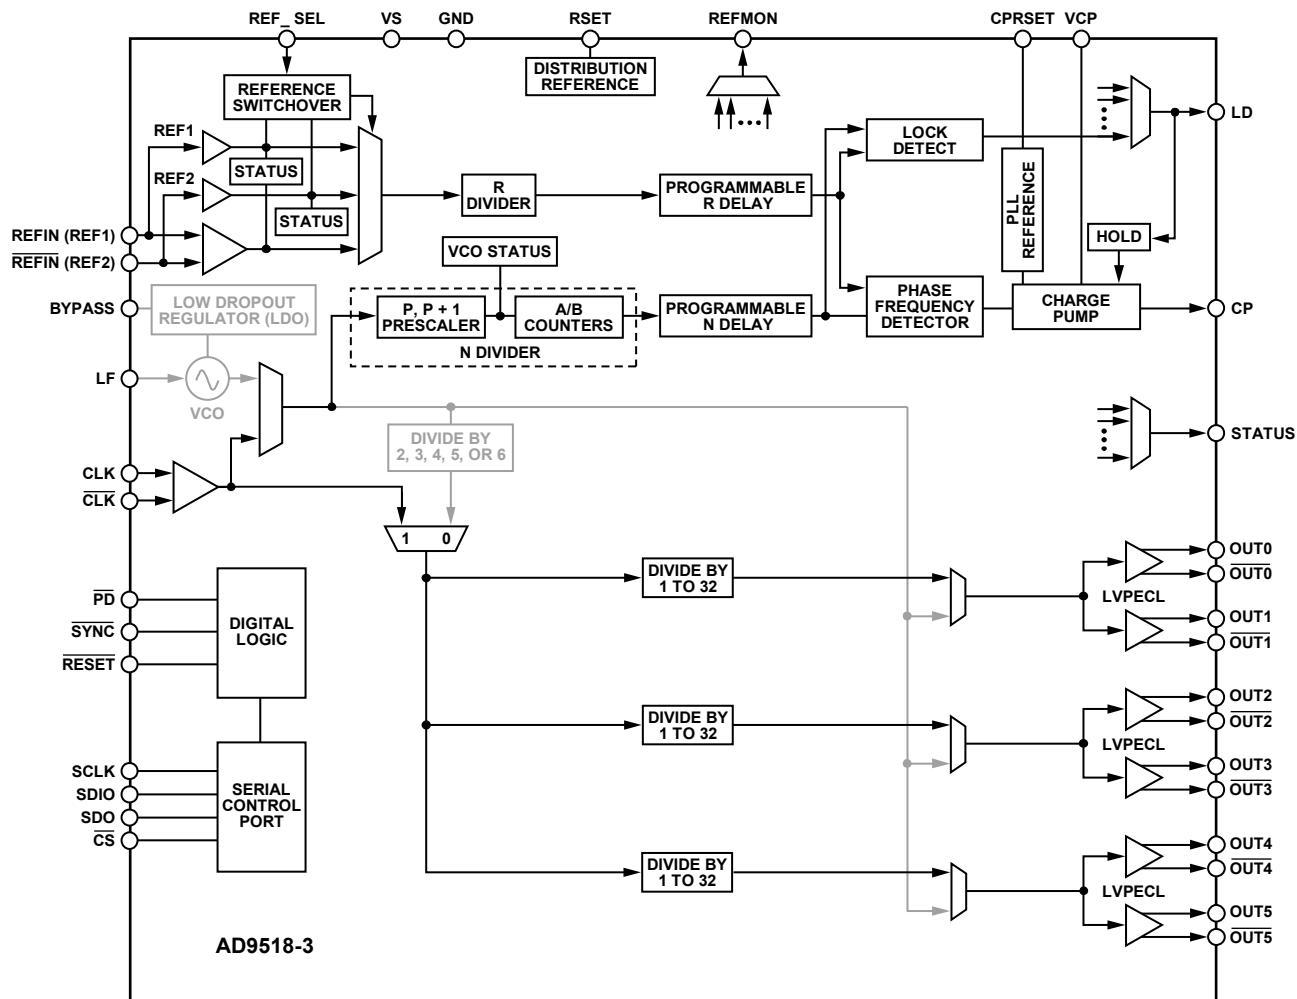 REF_ SEL
VS
GND
RSET
REFMON
CPRSET
VCP
DISTRIBUTION
REFERENCE
REFERENCE
SWITCHOVER
REF1
STATUS
REF2
STATUS
R
DIVIDER
PROGRAMMABLE
R DELAY
LOCK
DETECT
LD
PLL
REFERENCE
HOLD
REFIN (REF1)
REFIN (REF2)
BYPASS
LOW DROPOUT
REGULATOR (LDO)
VCO STATUS
P, P + 1
PRESCALER
A/B
COUNTERS
N DIVIDER
PROGRAMMABLE
N DELAY
PHASE
FREQUENCY
DETECTOR
CHARGE
PUMP
CP
LF
VCO
DIVIDE BY
2, 3, 4, 5, OR 6
STATUS
CLK
CLK
1 0
DIVIDE BY
1 TO 32
LVPECL
OUT0
OUT0
OUT1
OUT1
PD
SYNC
RESET
DIGITAL
LOGIC
DIVIDE BY
1 TO 32
LVPECL
OUT2
OUT2
OUT3
OUT3
SCLK
SDIO
SDO
CS
SERIAL
CONTROL
PORT
DIVIDE BY
1 TO 32
LVPECL
OUT4
OUT4
OUT5
OUT5
AD9518-3